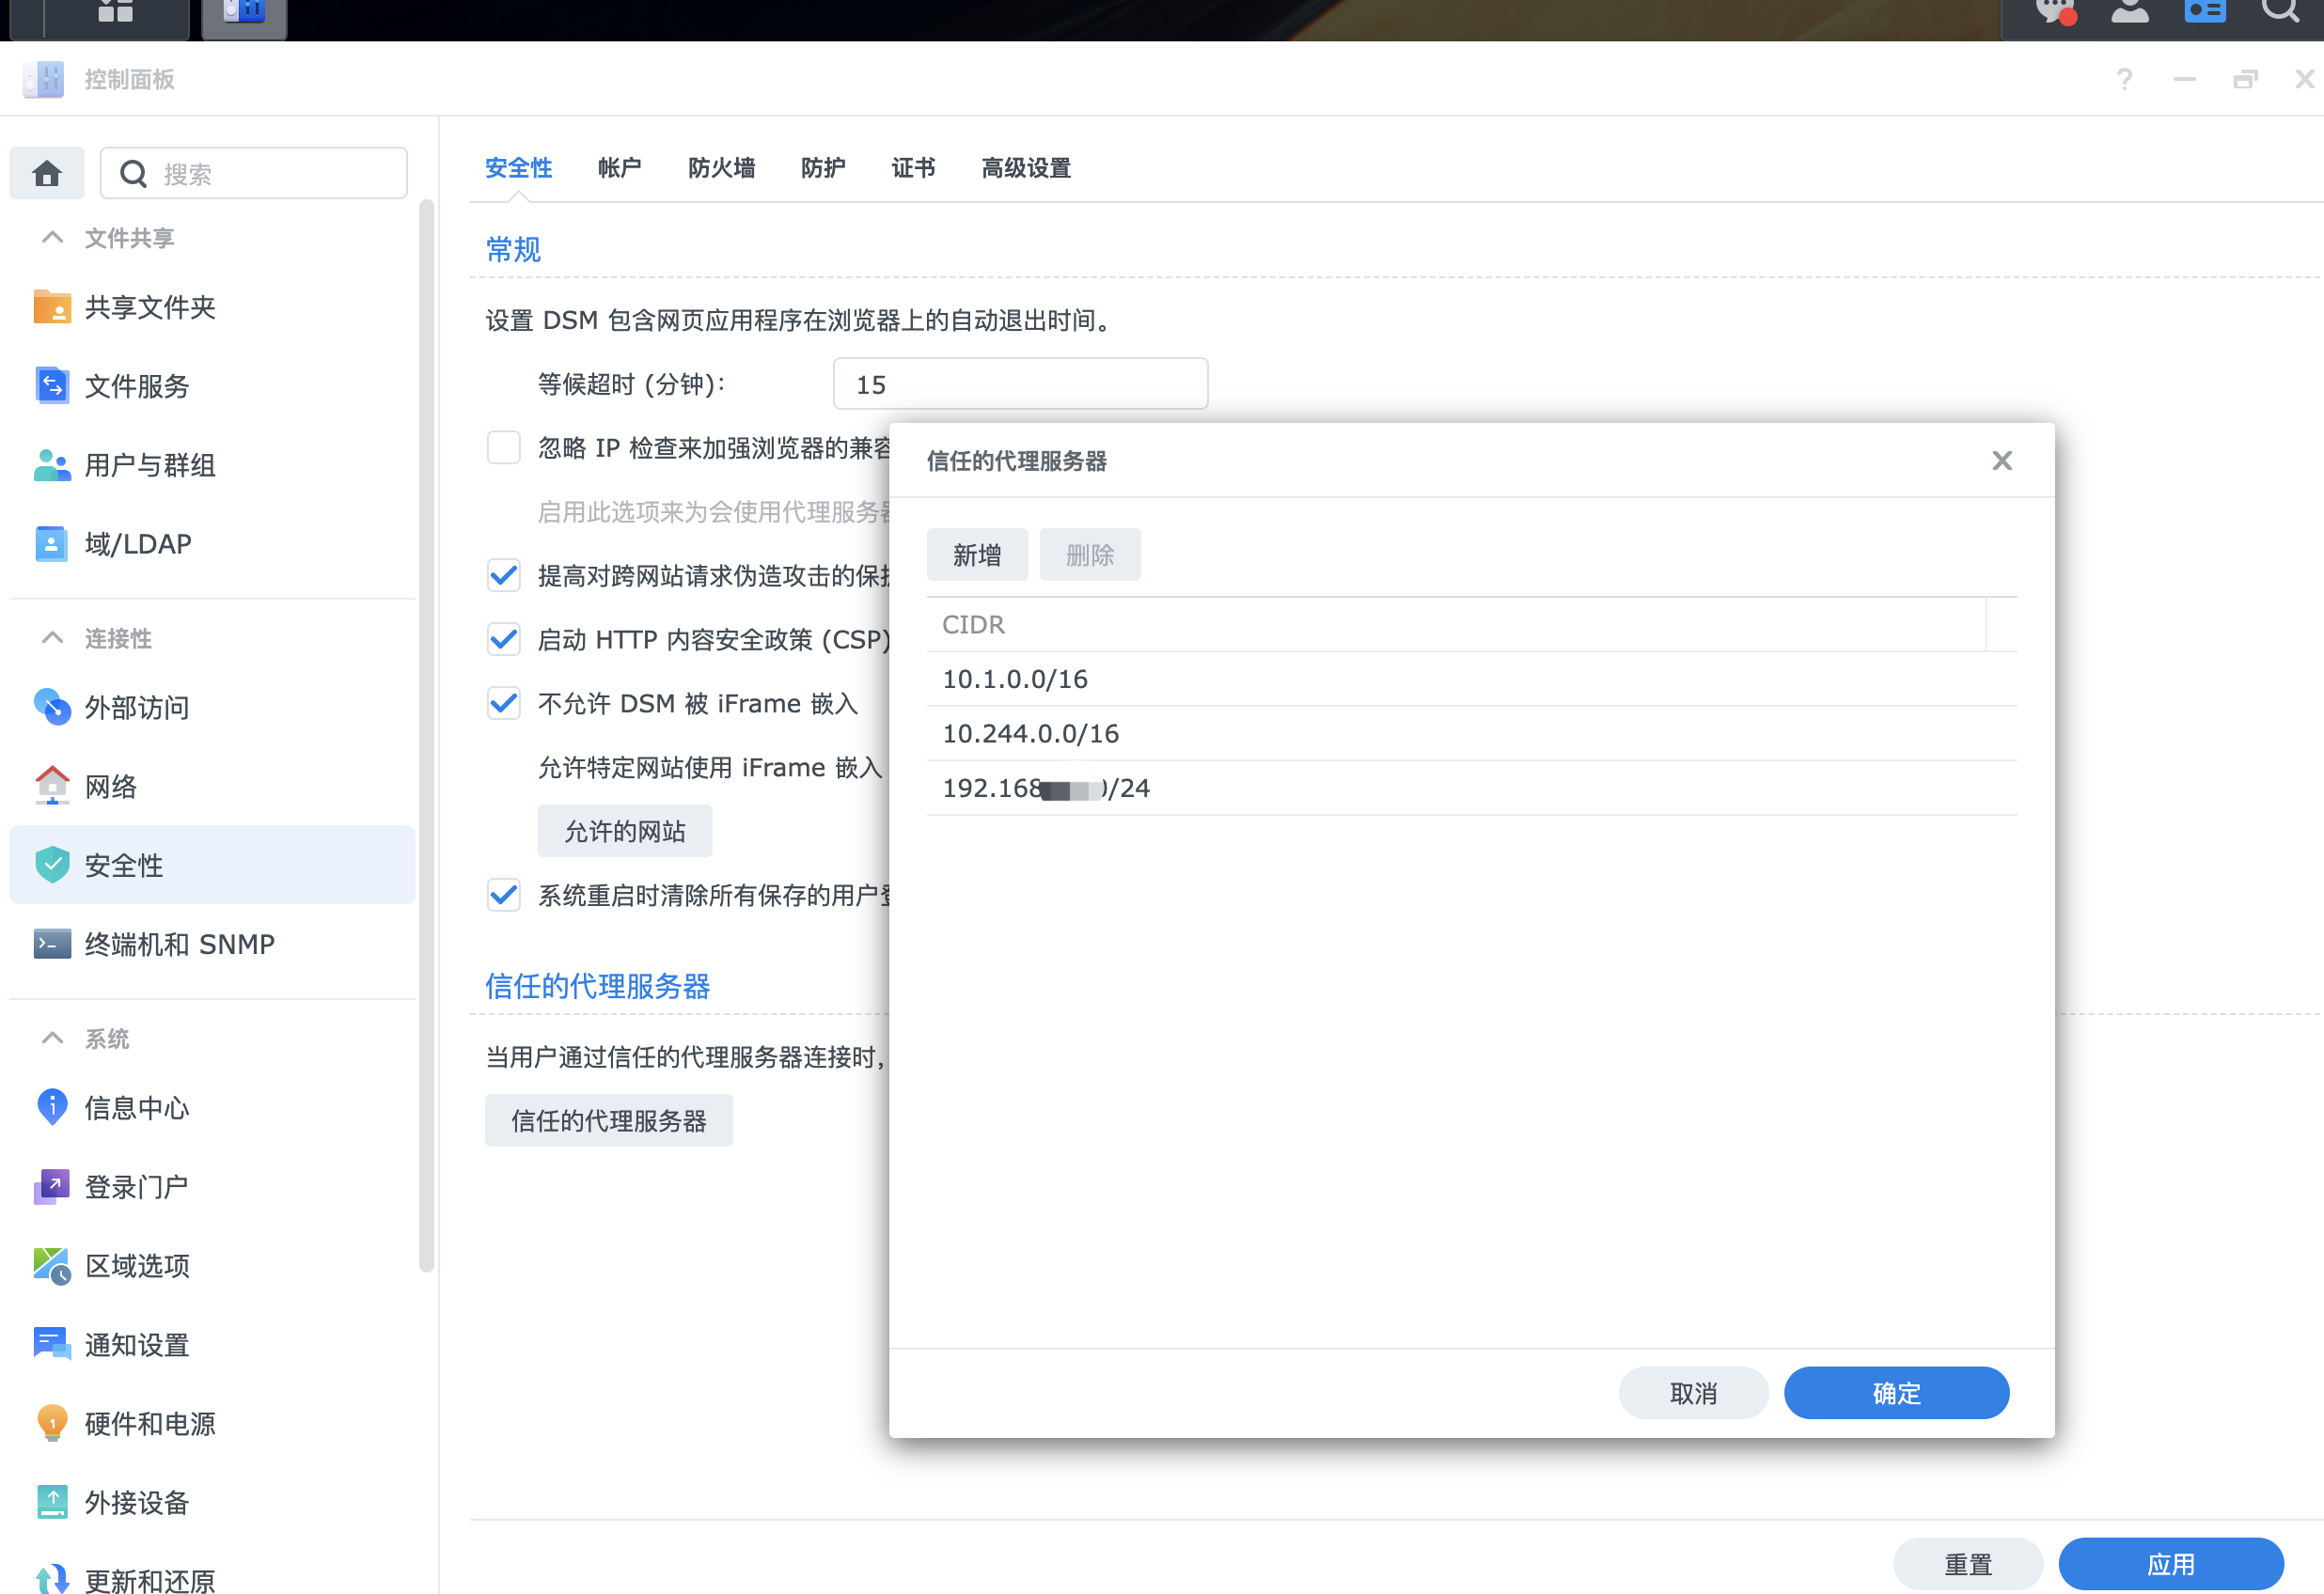 控制面板
搜索
文件共享
共享文件夹
文件服务
用户与群组
域/LDAP
连接性
外部访问
网络
安全性
终端机和 SNMP
系统
信息中心
登录门户
区域选项
通知设置
硬件和电源
外接设备
更新和还原
安全性 帐户 防火墙 防护 证书 高级设置
常规
设置 DSM 包含网页应用程序在浏览器上的自动退出时间。
等候超时 (分钟): 15
忽略 IP 检查来加强浏览器的兼容
启用此选项来为会使用代理服务器
提高对跨网站请求伪造攻击的保护
启动 HTTP 内容安全政策 (CSP)
不允许 DSM 被 iFrame 嵌入
允许特定网站使用 iFrame 嵌入
允许的网站
系统重启时清除所有保存的用户登
信任的代理服务器
当用户通过信任的代理服务器连接时,
信任的代理服务器
信任的代理服务器
新增 删除
CIDR
10.1.0.0/16
10.244.0.0/16
192.168 /24
取消 确定
重置 应用